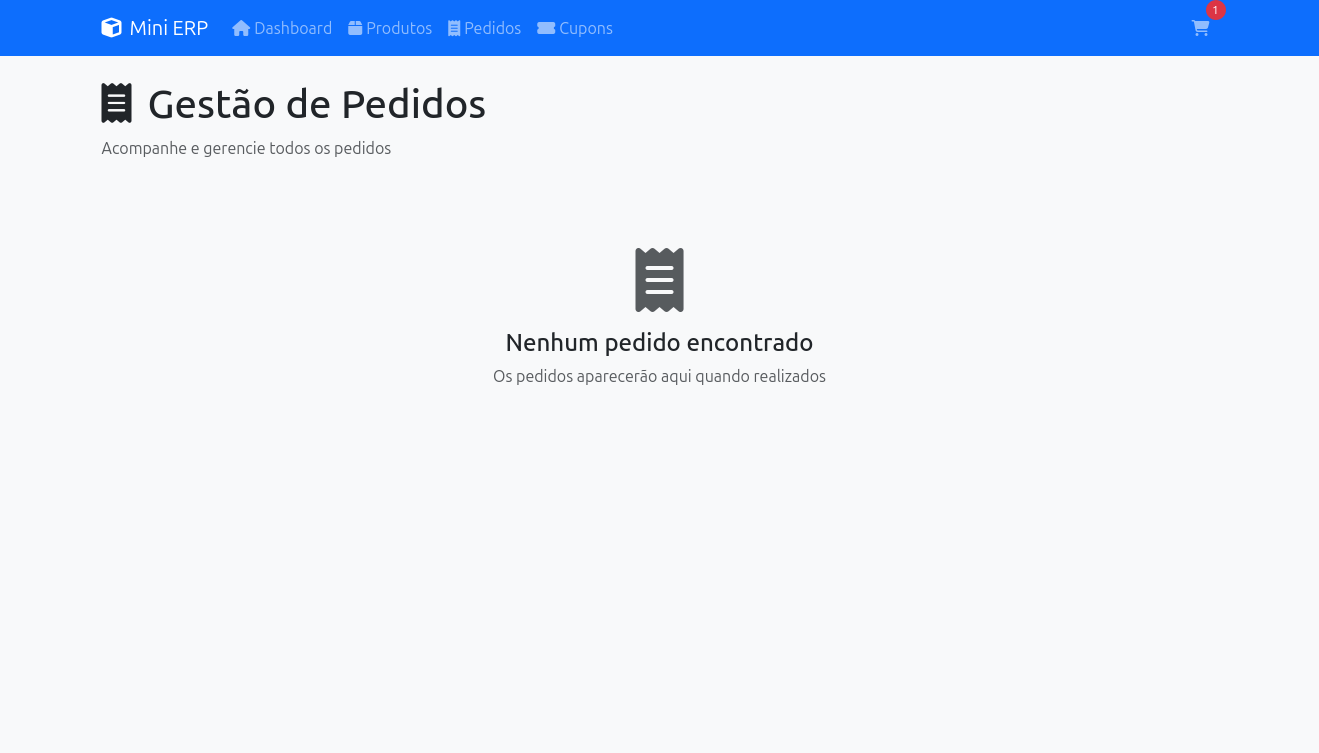 Mini ERP Dashboard Produtos Pedidos Cupons 1
Gestão de Pedidos
Acompanhe e gerencie todos os pedidos
Nenhum pedido encontrado
Os pedidos aparecerão aqui quando realizados